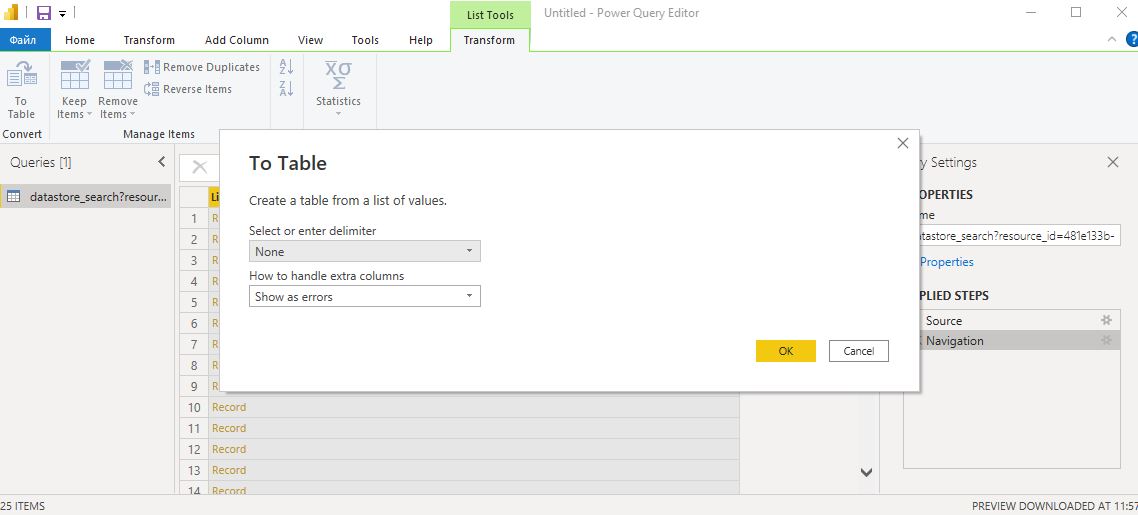 List Tools
Untitled - Power Query Editor
Файл
Home
Transform
Add Column
View
Tools
Help
Transform
To Table
Keep Items
Remove Items
Remove Duplicates
Reverse Items
A
Z
Z
A
X̅σ
Σ
Statistics
Convert
Manage Items
Queries [1]
datastore_search?resour...
Li
1 R
2 R
3 R
4 R
5 R
6 R
7 R
8 R
9 R
10 Record
11 Record
12 Record
13 Record
14 Record
To Table
Create a table from a list of values.
Select or enter delimiter
None
How to handle extra columns
Show as errors
OK
Cancel
y Settings
OPERTIES
me
tastore_search?resource_id=481e133b-
Properties
PLIED STEPS
Source
Navigation
25 ITEMS
PREVIEW DOWNLOADED AT 11:57